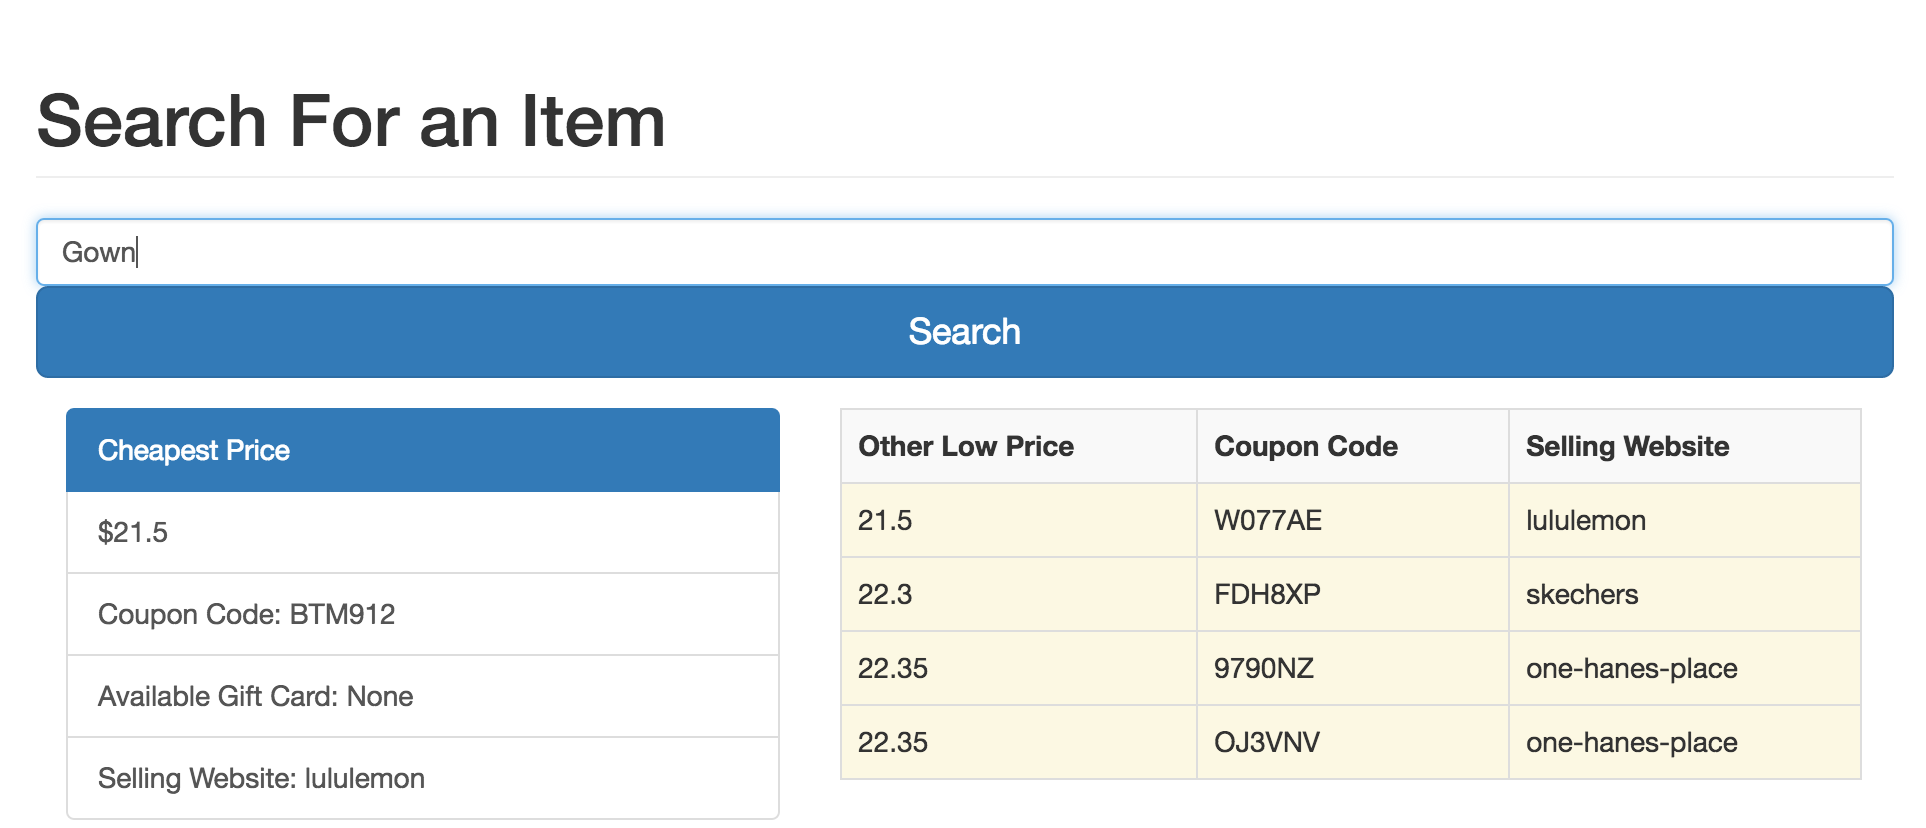 Search For an Item
Gown
Search
Cheapest Price
$21.5
Coupon Code: BTM912
Available Gift Card: None
Selling Website: lululemon
Other Low Price Coupon Code Selling Website
21.5 W077AE lululemon
22.3 FDH8XP skechers
22.35 9790NZ one-hanes-place
22.35 OJ3VNV one-hanes-place